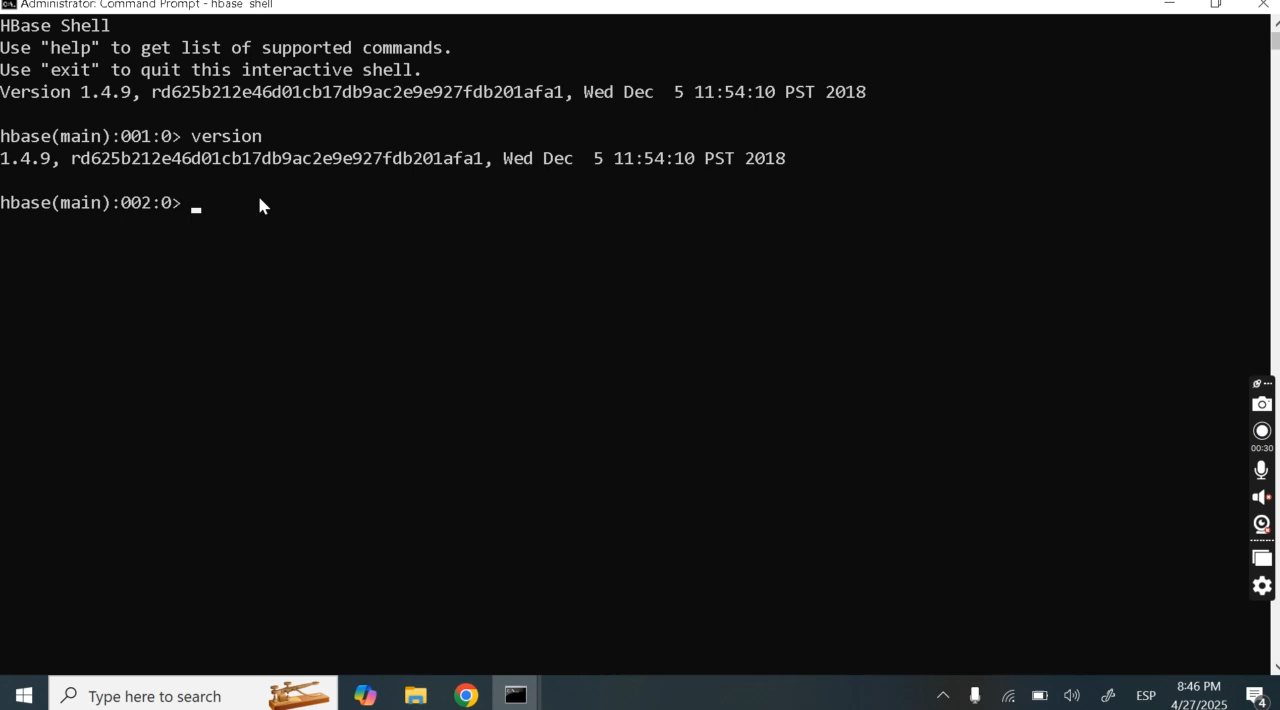 Administrator: Command Prompt - hbase shell
HBase Shell
Use "help" to get list of supported commands.
Use "exit" to quit this interactive shell.
Version 1.4.9, rd625b212e46d01cb17db9ac2e9e927fdb201afa1, Wed Dec  5 11:54:10 PST 2018
hbase(main):001:0> version
1.4.9, rd625b212e46d01cb17db9ac2e9e927fdb201afa1, Wed Dec  5 11:54:10 PST 2018
hbase(main):002:0>
00:30
Type here to search
ESP
8:46 PM
4/27/2025
4